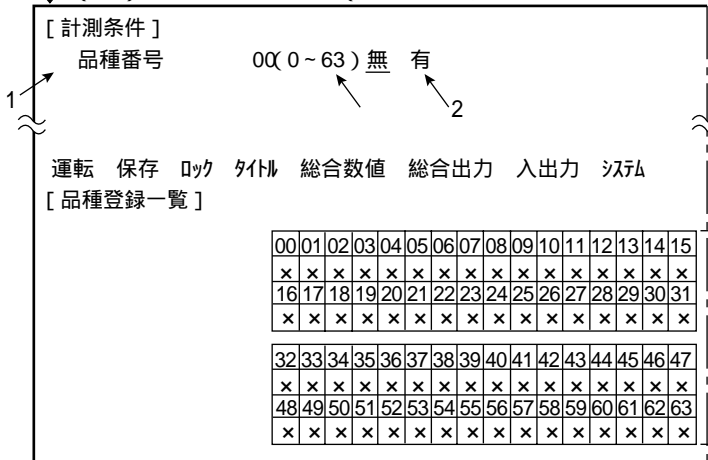 [計測条件]
品種番号 00(0~63)無 有
1
2
運転 保存 ロック タイトル 総合数値 総合出力 入出力 システム
[品種登録一覧]
00 01 02 03 04 05 06 07 08 09 10 11 12 13 14 15
× × × × × × × × × × × × × × × ×
16 17 18 19 20 21 22 23 24 25 26 27 28 29 30 31
× × × × × × × × × × × × × × × ×
32 33 34 35 36 37 38 39 40 41 42 43 44 45 46 47
× × × × × × × × × × × × × × × ×
48 49 50 51 52 53 54 55 56 57 58 59 60 61 62 63
× × × × × × × × × × × × × × × ×